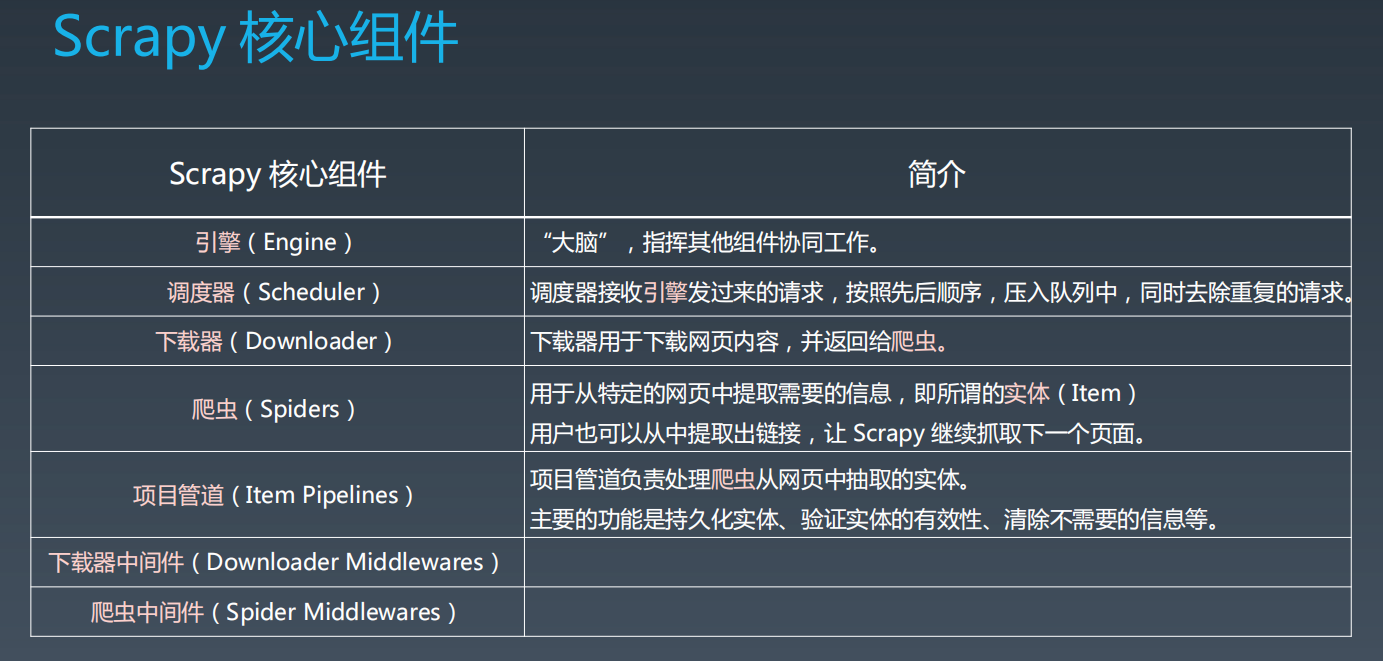 Scrapy 核心组件
Scrapy 核心组件
简介
引擎（Engine）
“大脑”，指挥其他组件协同工作。
调度器（Scheduler）
调度器接收引擎发过来的请求，按照先后顺序，压入队列中，同时去除重复的请求。
下载器（Downloader）
下载器用于下载网页内容，并返回给爬虫。
爬虫（Spiders）
用于从特定的网页中提取需要的信息，即所谓的实体（Item）
用户也可以从中提取出链接，让 Scrapy 继续抓取下一个页面。
项目管道（Item Pipelines）
项目管道负责处理爬虫从网页中抽取的实体。
主要的功能是持久化实体、验证实体的有效性、清除不需要的信息等。
下载器中间件（Downloader Middlewares）
爬虫中间件（Spider Middlewares）